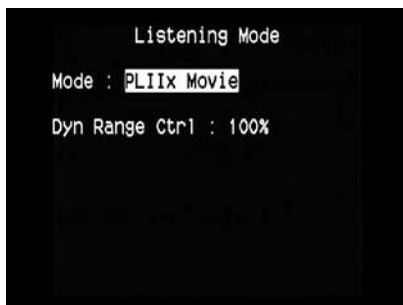 Listening Mode
Mode : PLIIx Movie
Dyn Range Ctrl : 100%